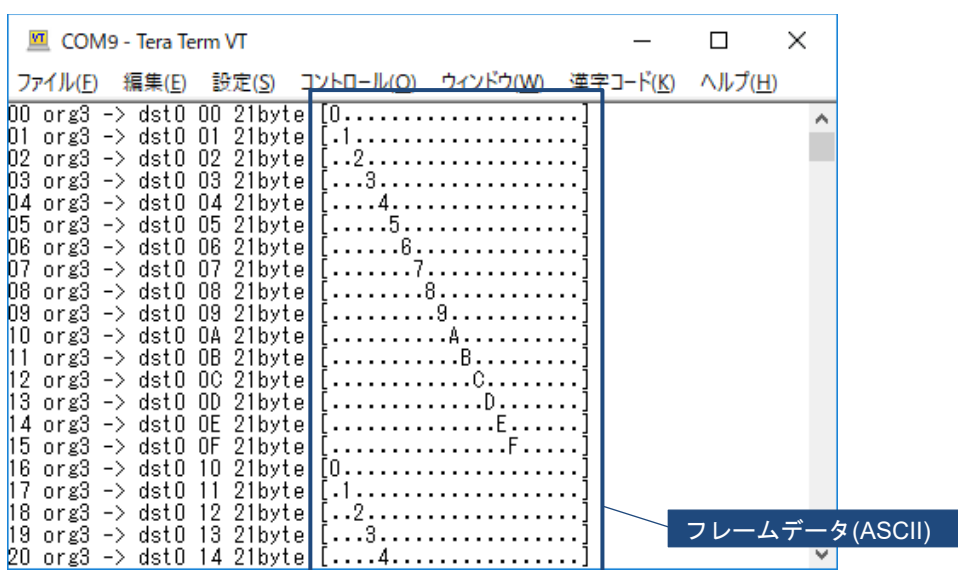 COM9 - Tera Term VT
ファイル(F) 編集(E) 設定(S) コントロール(O) ウィンドウ(W) 漢字コード(K) ヘルプ(H)
00 org3 -> dst0 00 21byte [0....................]
01 org3 -> dst0 01 21byte [.1...................]
02 org3 -> dst0 02 21byte [..2..................]
03 org3 -> dst0 03 21byte [...3.................]
04 org3 -> dst0 04 21byte [....4................]
05 org3 -> dst0 05 21byte [.....5...............]
06 org3 -> dst0 06 21byte [......6..............]
07 org3 -> dst0 07 21byte [.......7.............]
08 org3 -> dst0 08 21byte [........8............]
09 org3 -> dst0 09 21byte [.........9...........]
10 org3 -> dst0 0A 21byte [..........A..........]
11 org3 -> dst0 0B 21byte [...........B.........]
12 org3 -> dst0 0C 21byte [............C........]
13 org3 -> dst0 0D 21byte [.............D.......]
14 org3 -> dst0 0E 21byte [..............E......]
15 org3 -> dst0 0F 21byte [...............F.....]
16 org3 -> dst0 10 21byte [0....................]
17 org3 -> dst0 11 21byte [.1...................]
18 org3 -> dst0 12 21byte [..2..................]
19 org3 -> dst0 13 21byte [...3.................]
20 org3 -> dst0 14 21byte [....4................]
フレームデータ(ASCII)